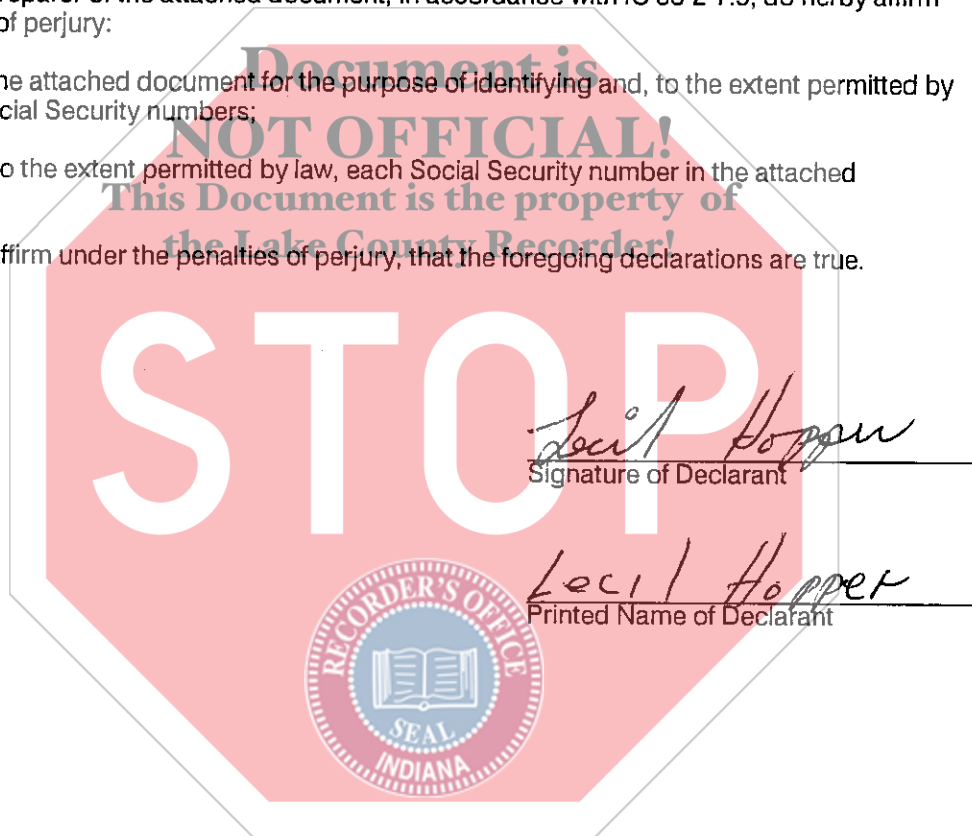 of perjury:
Document is
he attached document for the purpose of identifying and, to the extent permitted by
cial Security numbers;
NOT OFFICIAL!
o the extent permitted by law, each Social Security number in the attached
This Document is the property of
the Lake County Recorder!
ffirm under the penalties of perjury, that the foregoing declarations are true.
STOP
Lecil Hopper
Signature of Declarant
Lecil Hopper
Printed Name of Declarant
RECORDER'S OFFICE
SEAL
INDIANA